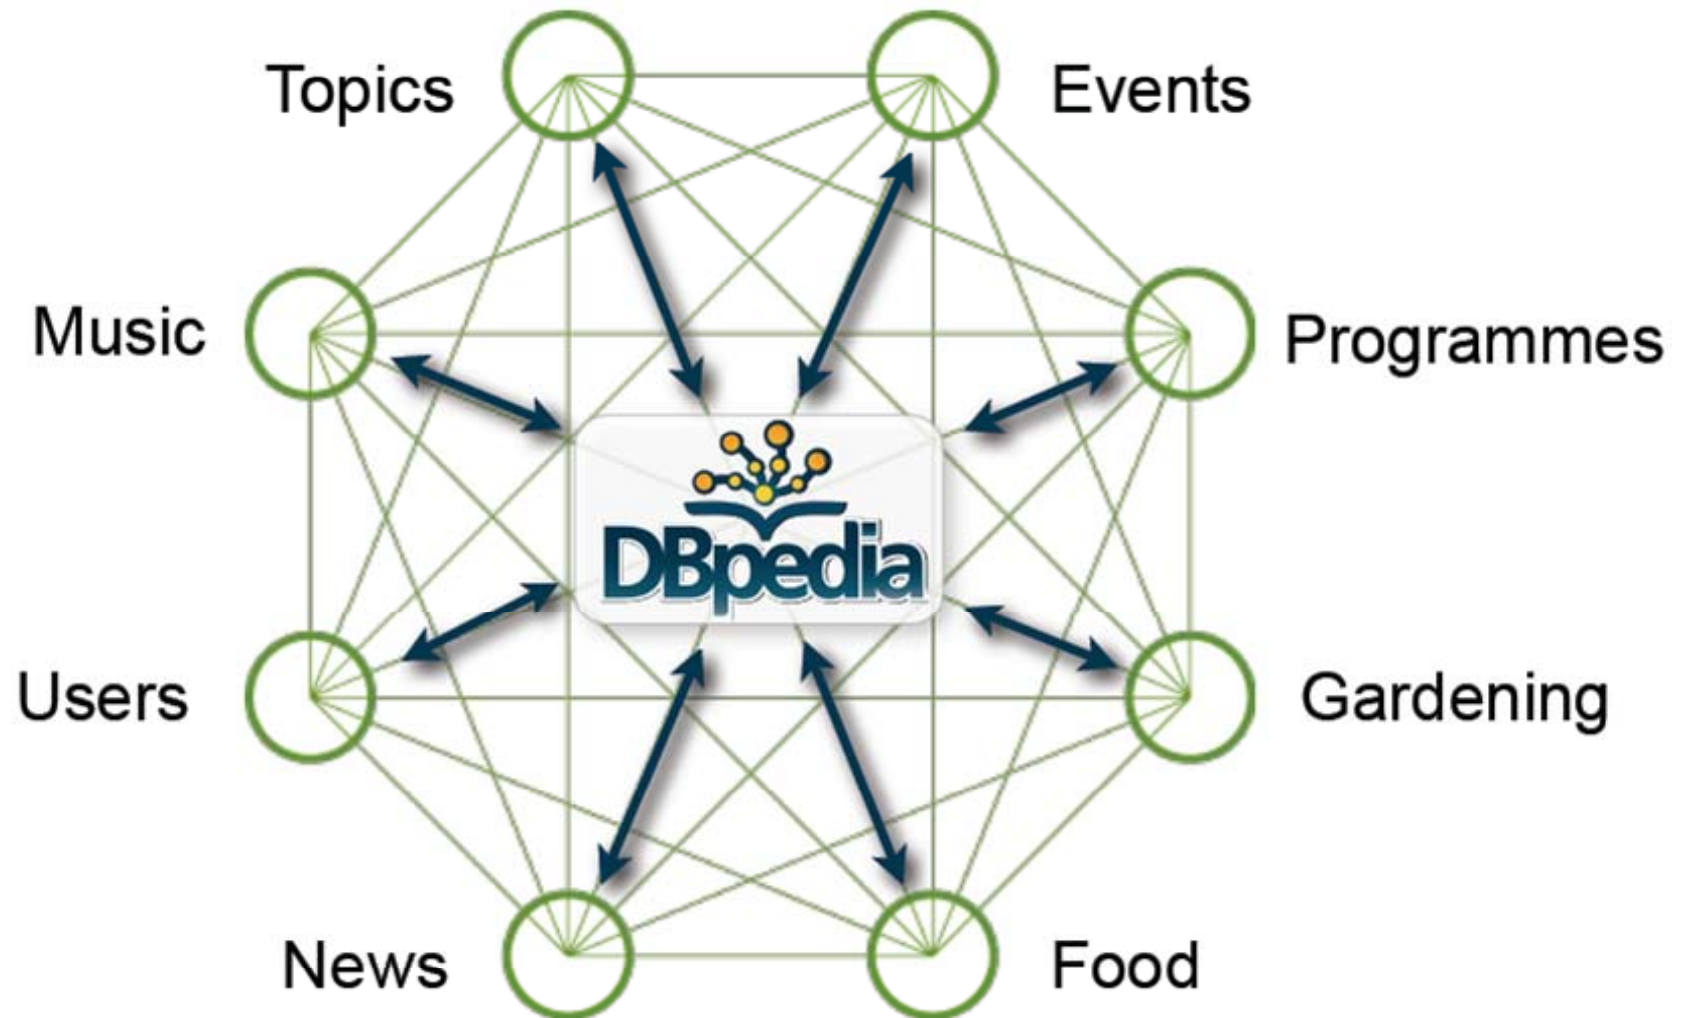 Topics
Events
Music
Programmes
DBpedia
Users
Gardening
News
Food